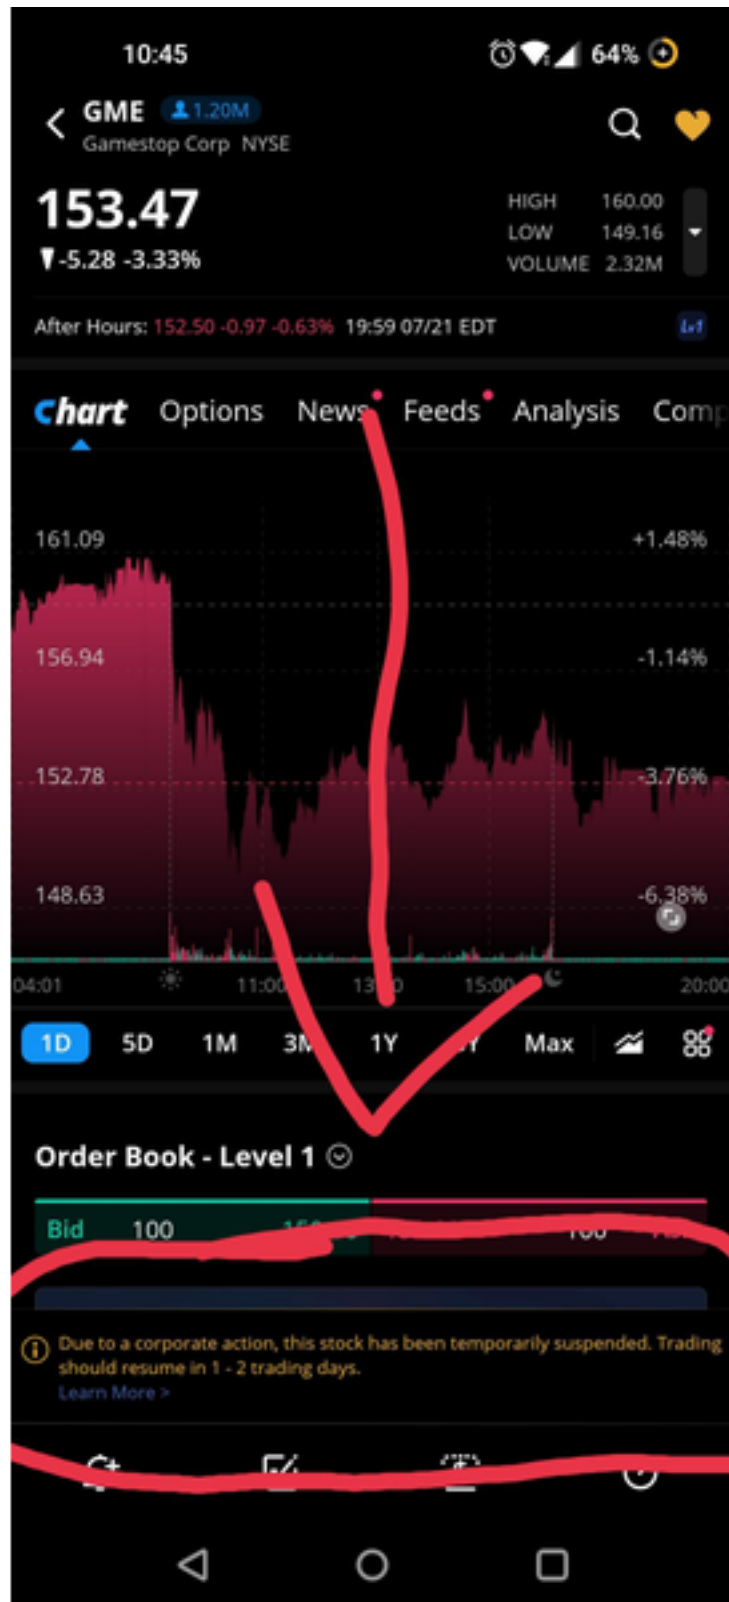 10:45 64%
GME 1.20M
Gamestop Corp NYSE
153.47
-5.28 -3.33%
HIGH 160.00
LOW 149.16
VOLUME 2.32M
After Hours: 152.50 -0.97 -0.63% 19:59 07/21 EDT
Lv1
Chart Options News Feeds Analysis Comp
161.09 +1.48%
156.94 -1.14%
152.78 -3.76%
148.63 -6.38%
04:01 11:00 15:00 20:00
1D 5D 1M 3M 1Y Max
Order Book - Level 1
Bid 100 100
Due to a corporate action, this stock has been temporarily suspended. Trading
should resume in 1 - 2 trading days.
Learn More >